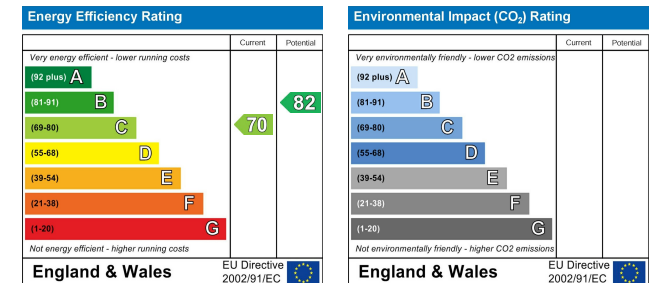 Energy Efficiency Rating
Current Potential
Very energy efficient - lower running costs
(92 plus) A
(81-91) B
82
(69-80) C
70
(55-68) D
(39-54) E
(21-38) F
(1-20) G
Not energy efficient - higher running costs
England & Wales
EU Directive
2002/91/EC
Environmental Impact (CO₂) Rating
Current Potential
Very environmentally friendly - lower CO2 emissions
(92 plus) A
(81-91) B
(69-80) C
(55-68) D
(39-54) E
(21-38) F
(1-20) G
Not environmentally friendly - higher CO2 emissions
England & Wales
EU Directive
2002/91/EC